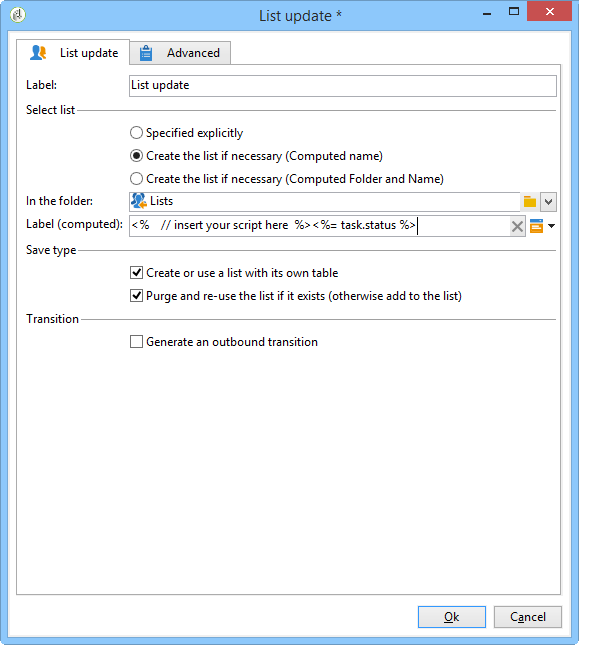 List update *
List update Advanced
Label: List update
Select list
Specified explicitly
Create the list if necessary (Computed name)
Create the list if necessary (Computed Folder and Name)
In the folder: Lists
Label (computed): <%    // insert your script here  %><%= task.status %>
Save type
Create or use a list with its own table
Purge and re-use the list if it exists (otherwise add to the list)
Transition
Generate an outbound transition
Ok Cancel